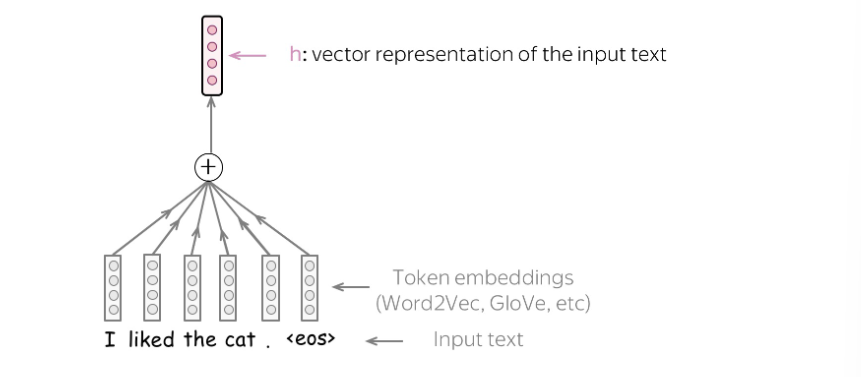 h: vector representation of the input text
+
Token embeddings
(Word2Vec, GloVe, etc)
I liked the cat . <eos>
Input text